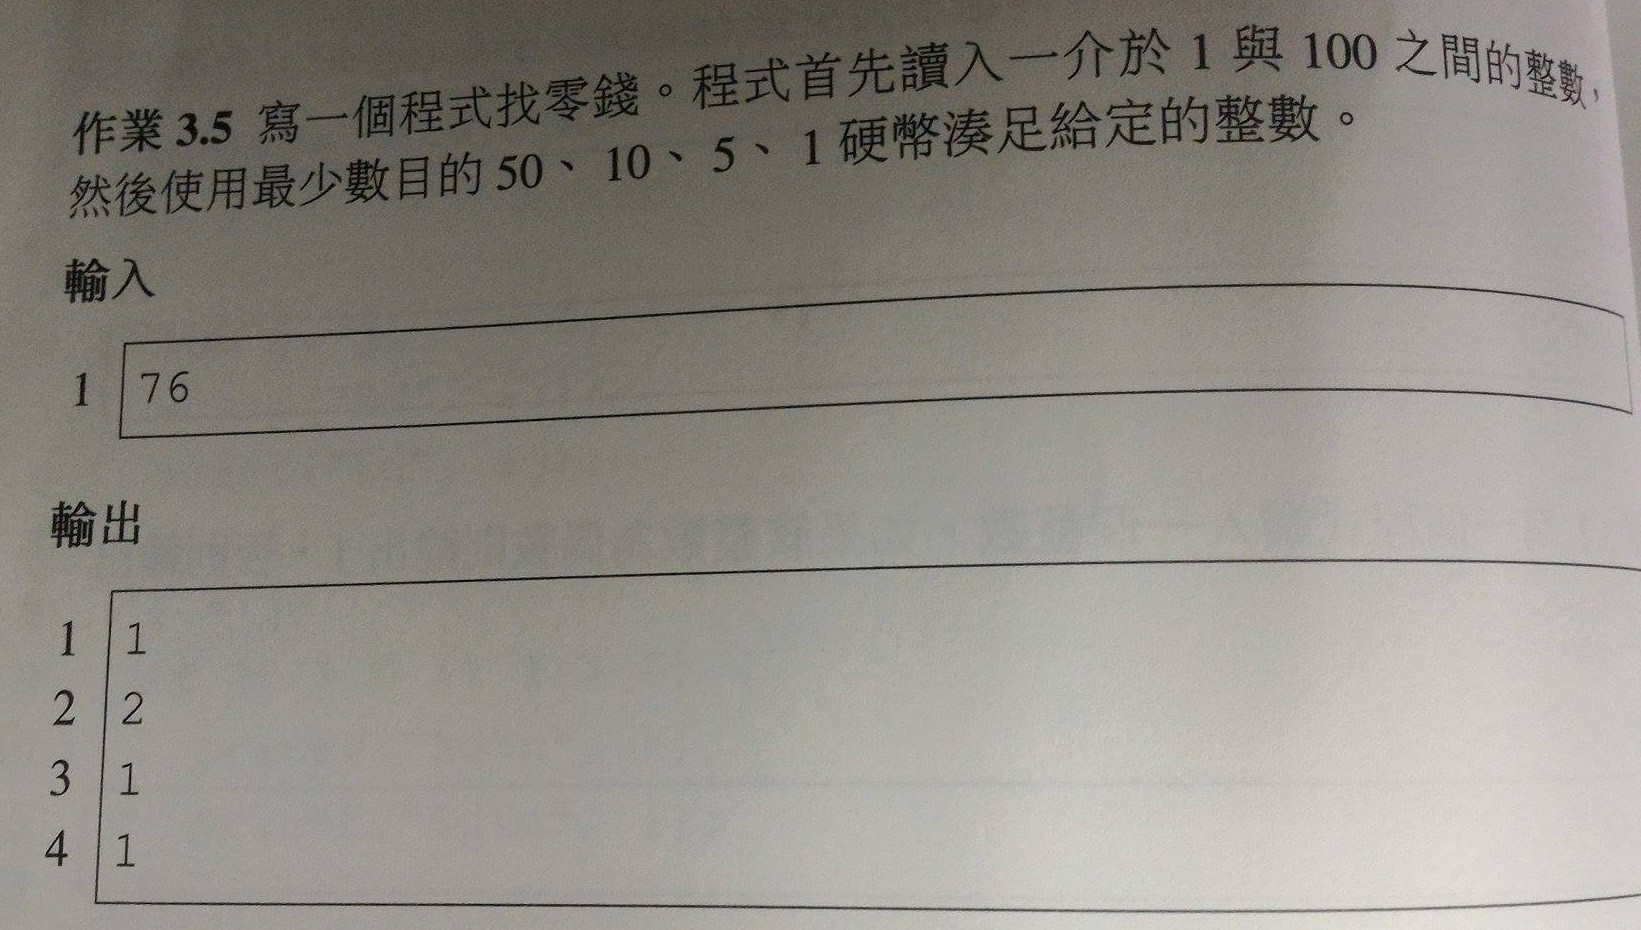 作業 3.5 寫一個程式找零錢。程式首先讀入一介於 1 與 100 之間的整數，
然後使用最少數目的 50、10、5、1 硬幣湊足給定的整數。
輸入
1 76
輸出
1 1
2 2
3 1
4 1